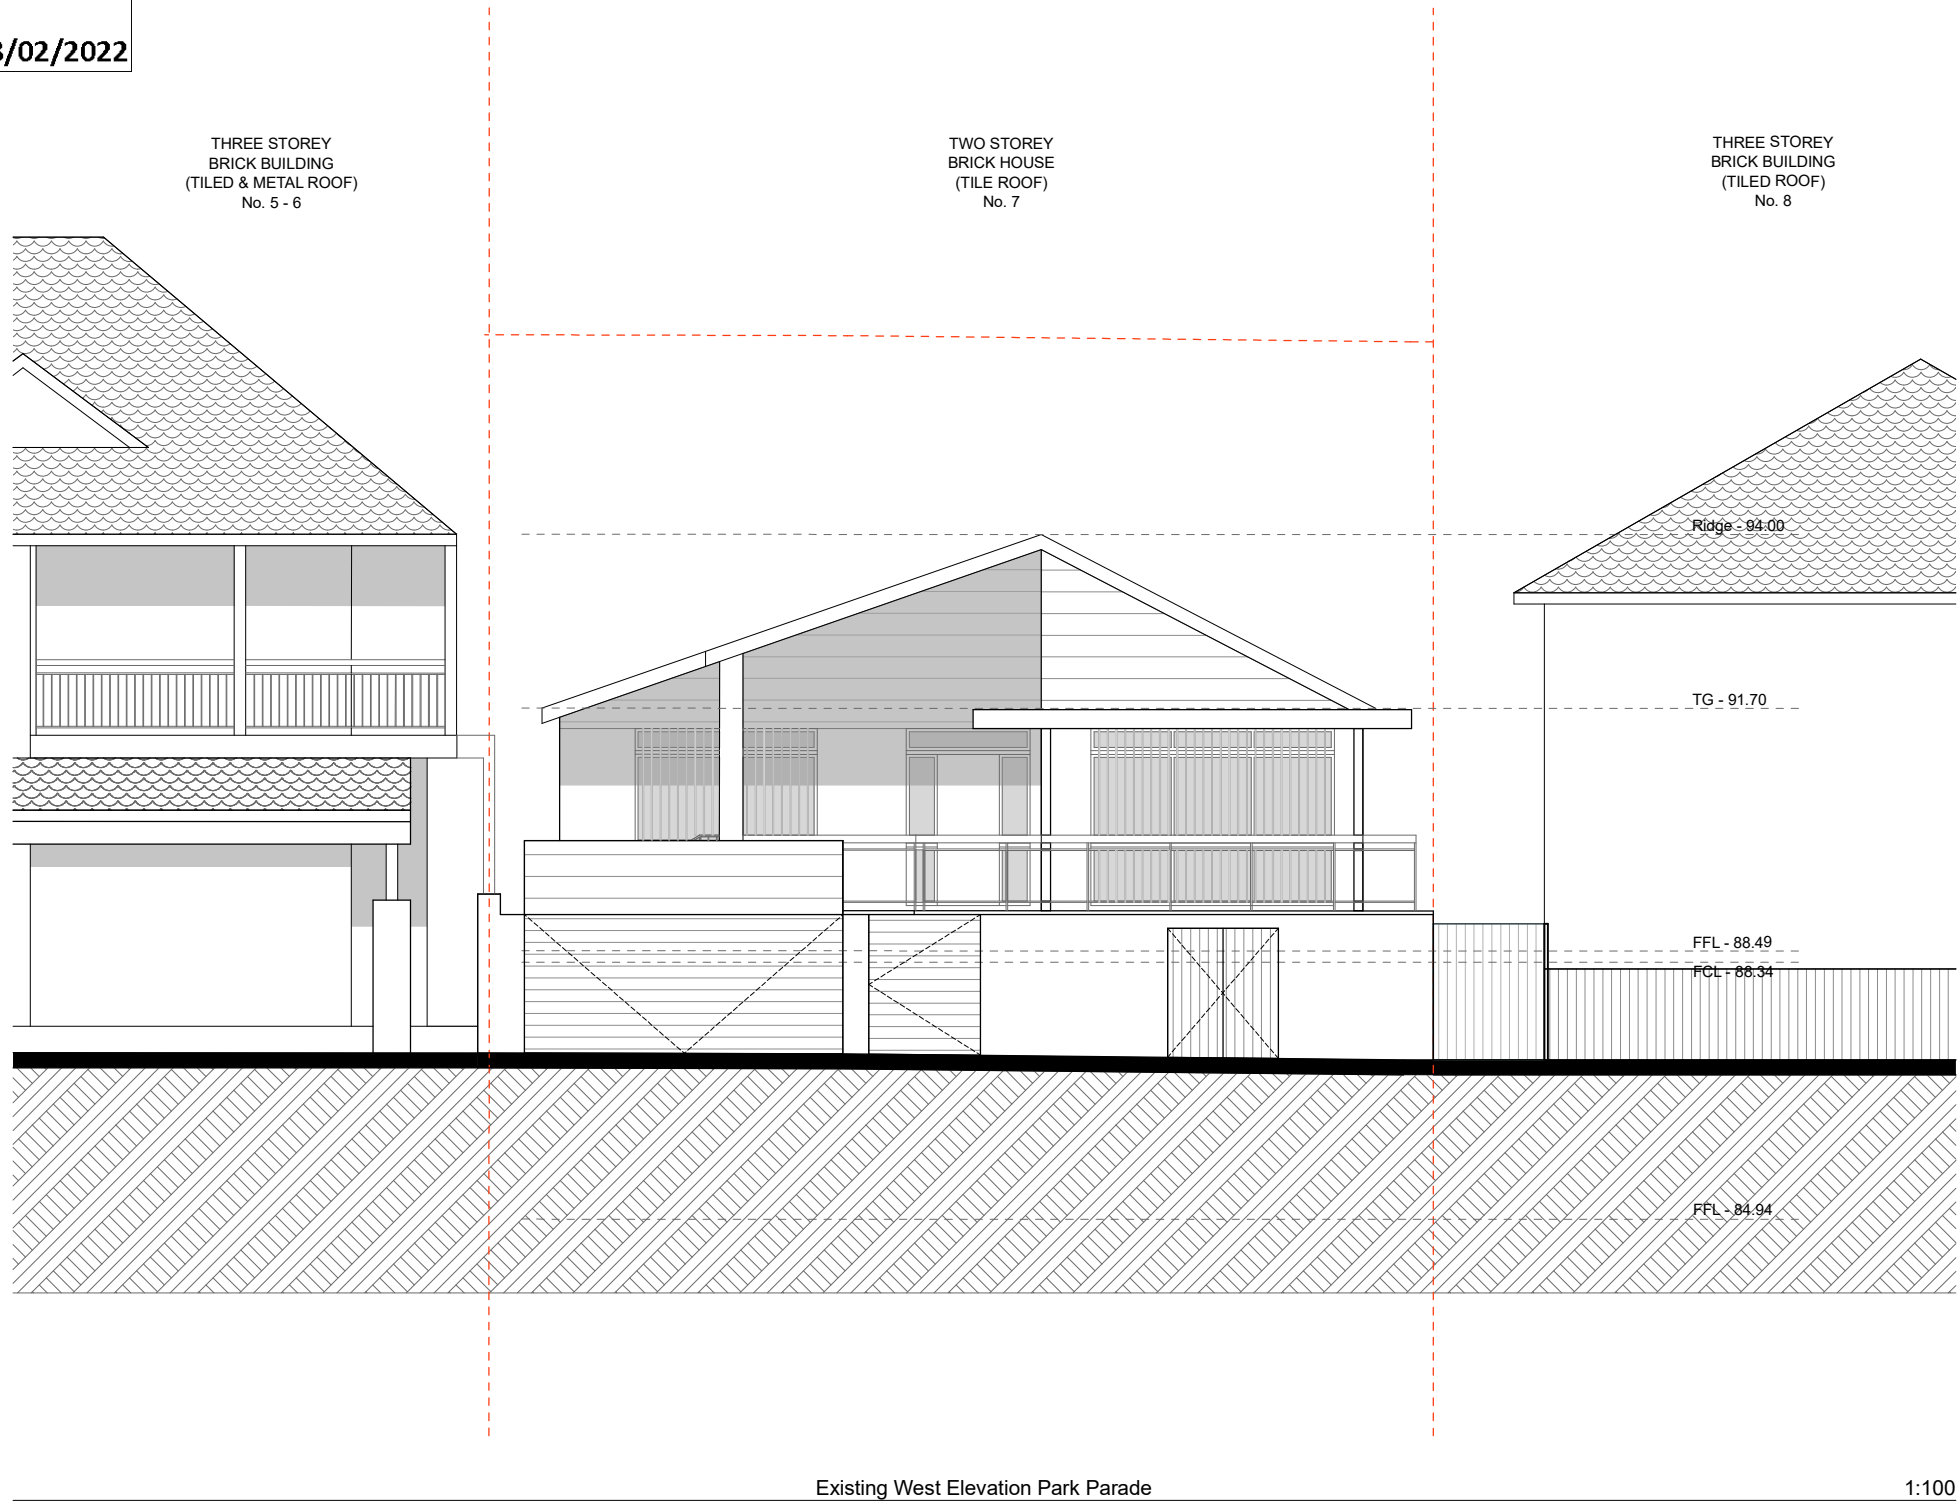 /02/2022
THREE STOREY
BRICK BUILDING
(TILED & METAL ROOF)
No. 5 - 6
TWO STOREY
BRICK HOUSE
(TILE ROOF)
No. 7
THREE STOREY
BRICK BUILDING
(TILED ROOF)
No. 8
Ridge - 94.00
TG - 91.70
FFL - 88.49
FCL - 88.34
FFL - 84.94
Existing West Elevation Park Parade
1:100